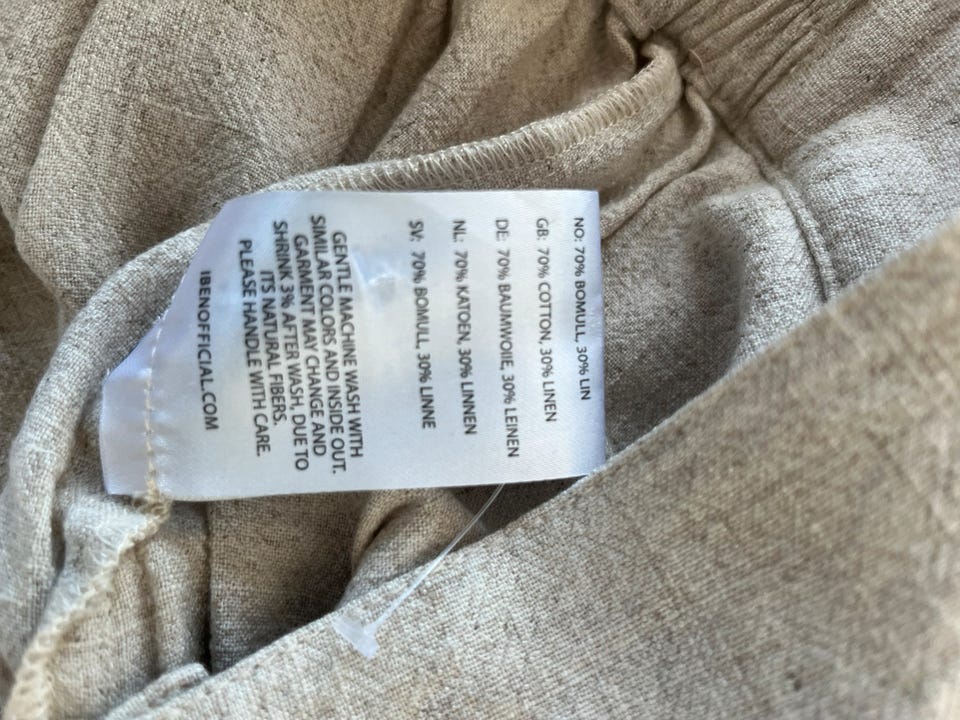 NO: 70% BOMULL, 30% LIN
GB: 70% COTTON, 30% LINEN
DE: 70% BAUMWOIIE, 30% LEINEN
NL: 70% KATOEN, 30% LINNEN
SV: 70% BOMULL, 30% LINNE
GENTLE MACHINE WASH WITH
SIMILAR COLORS AND INSIDE OUT.
GARMENT MAY CHANGE AND
SHRINK 3% AFTER WASH, DUE TO
ITS NATURAL FIBERS.
PLEASE HANDLE WITH CARE.
IBENOFFICIAL.COM